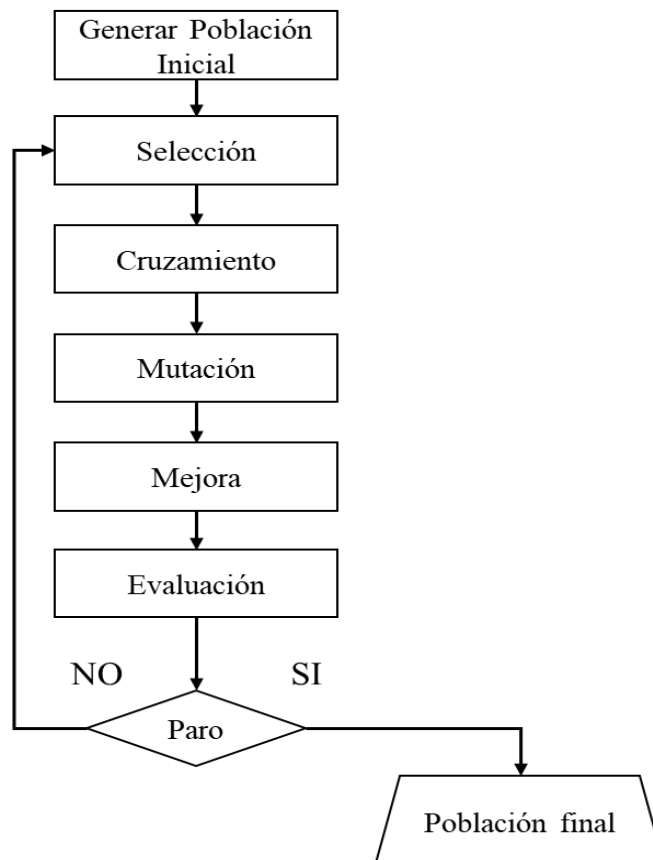 Generar Población
Inicial
Selección
Cruzamiento
Mutación
Mejora
Evaluación
NO
SI
Paro
Población final